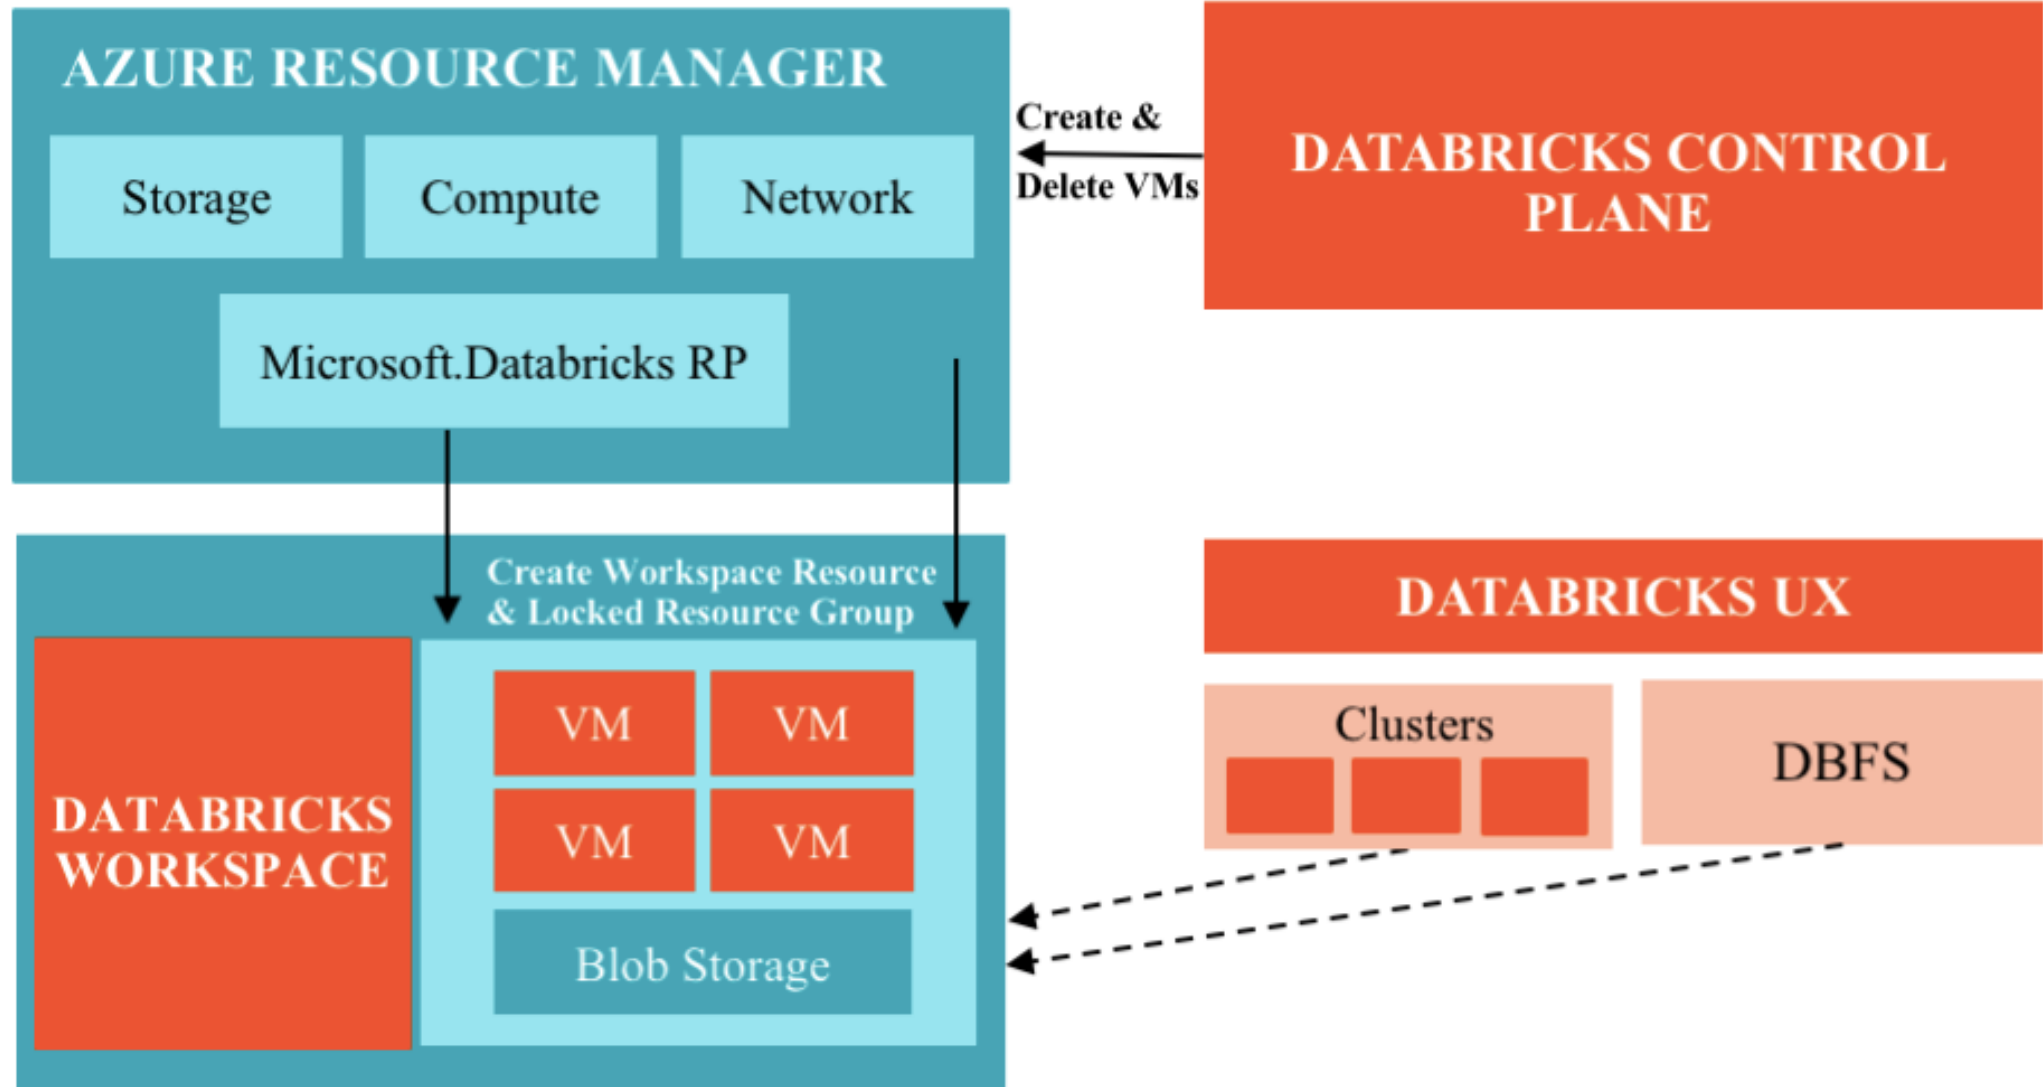 AZURE RESOURCE MANAGER
Storage
Compute
Network
Microsoft.Databricks RP
Create &
Delete VMs
DATABRICKS CONTROL
PLANE
Create Workspace Resource
& Locked Resource Group
DATABRICKS
WORKSPACE
VM
VM
VM
VM
Blob Storage
DATABRICKS UX
Clusters
DBFS